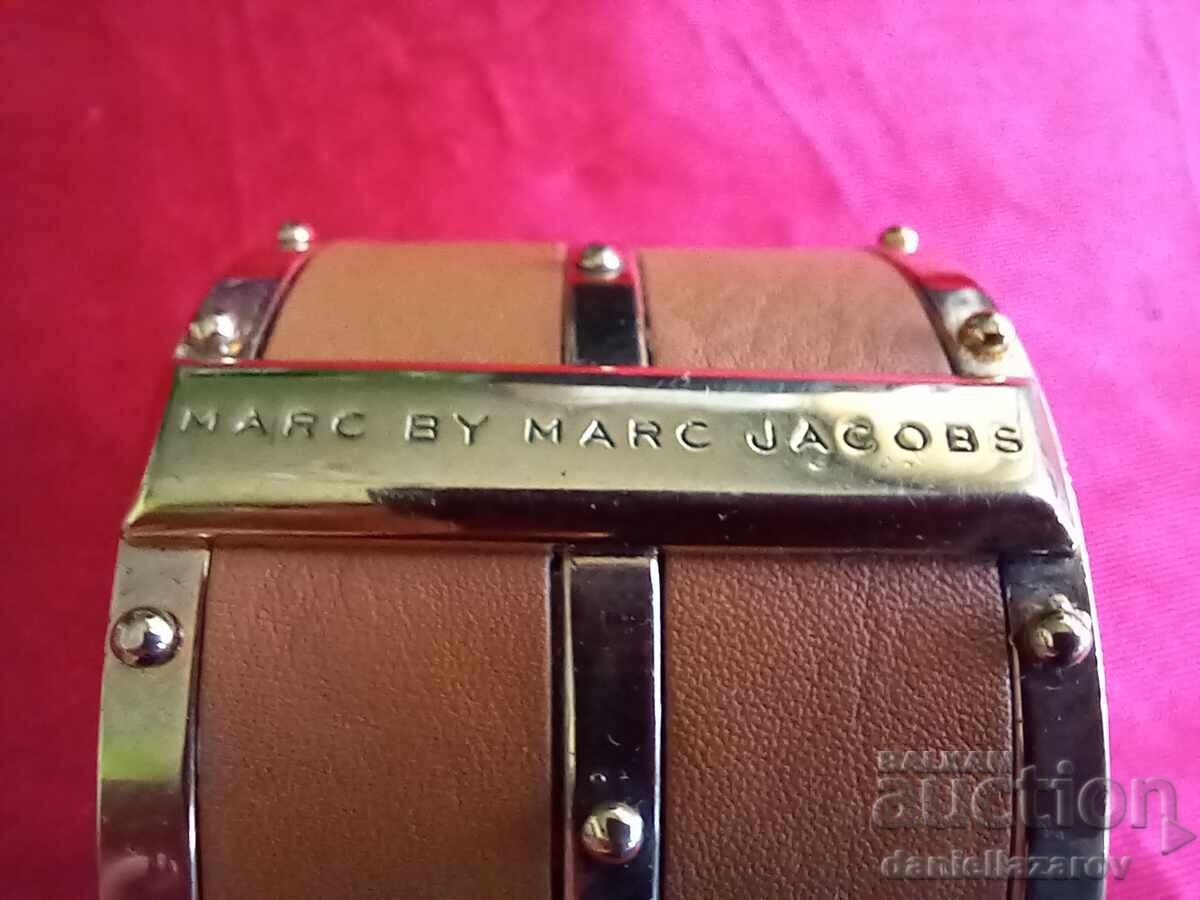 MARC BY MARC JACOBS
BALKAN
auction
daniellazarov